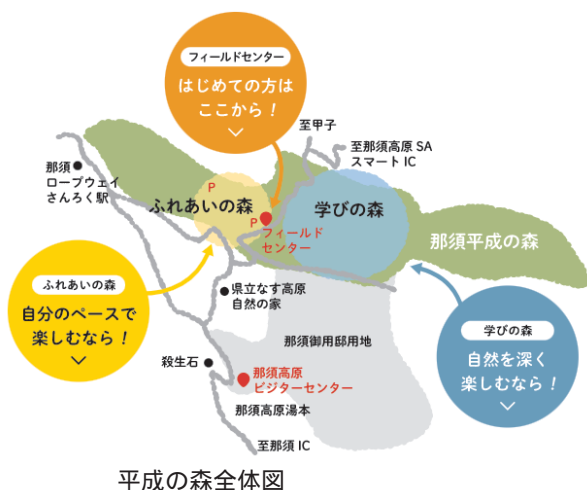 フィールドセンター
はじめての方は
ここから！
至甲子
至那須高原 SA
スマート IC
那須
ロープウェイ
さんろく駅
P
ふれあいの森
学びの森
P
フィールド
センター
那須平成の森
ふれあいの森
自分のペースで
楽しむなら！
県立なす高原
自然の家
学びの森
自然を深く
楽しむなら！
那須御用邸用地
殺生石
那須高原
ビジターセンター
那須高原湯本
至那須 IC
平成の森全体図